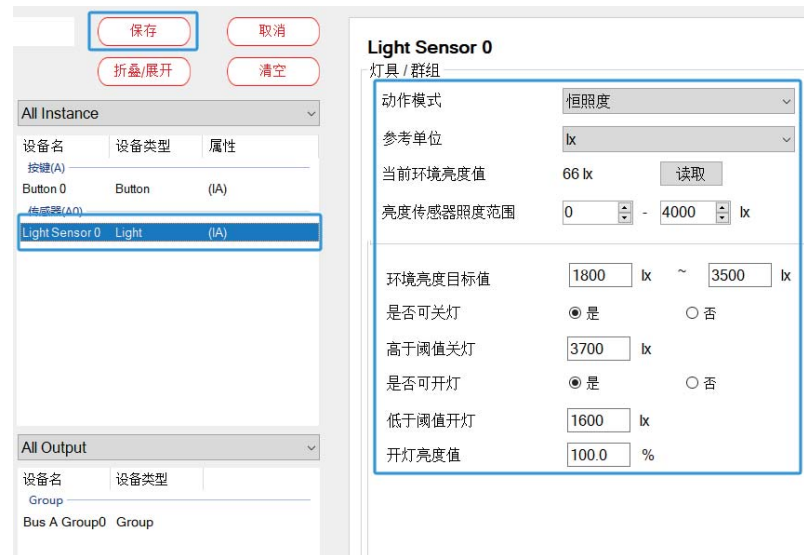 保存
取消
折叠/展开
清空
All Instance
设备名 设备类型 属性
按键(A)
Button 0 Button (IA)
传感器(A0)
Light Sensor 0 Light (IA)
All Output
设备名 设备类型
Group
Bus A Group0 Group
Light Sensor 0
灯具 / 群组
动作模式 恒照度
参考单位 lx
当前环境亮度值 66 lx 读取
亮度传感器照度范围 0 - 4000 lx
环境亮度目标值 1800 lx ~ 3500 lx
是否可关灯 是 否
高于阈值关灯 3700 lx
是否可开灯 是 否
低于阈值开灯 1600 lx
开灯亮度值 100.0 %